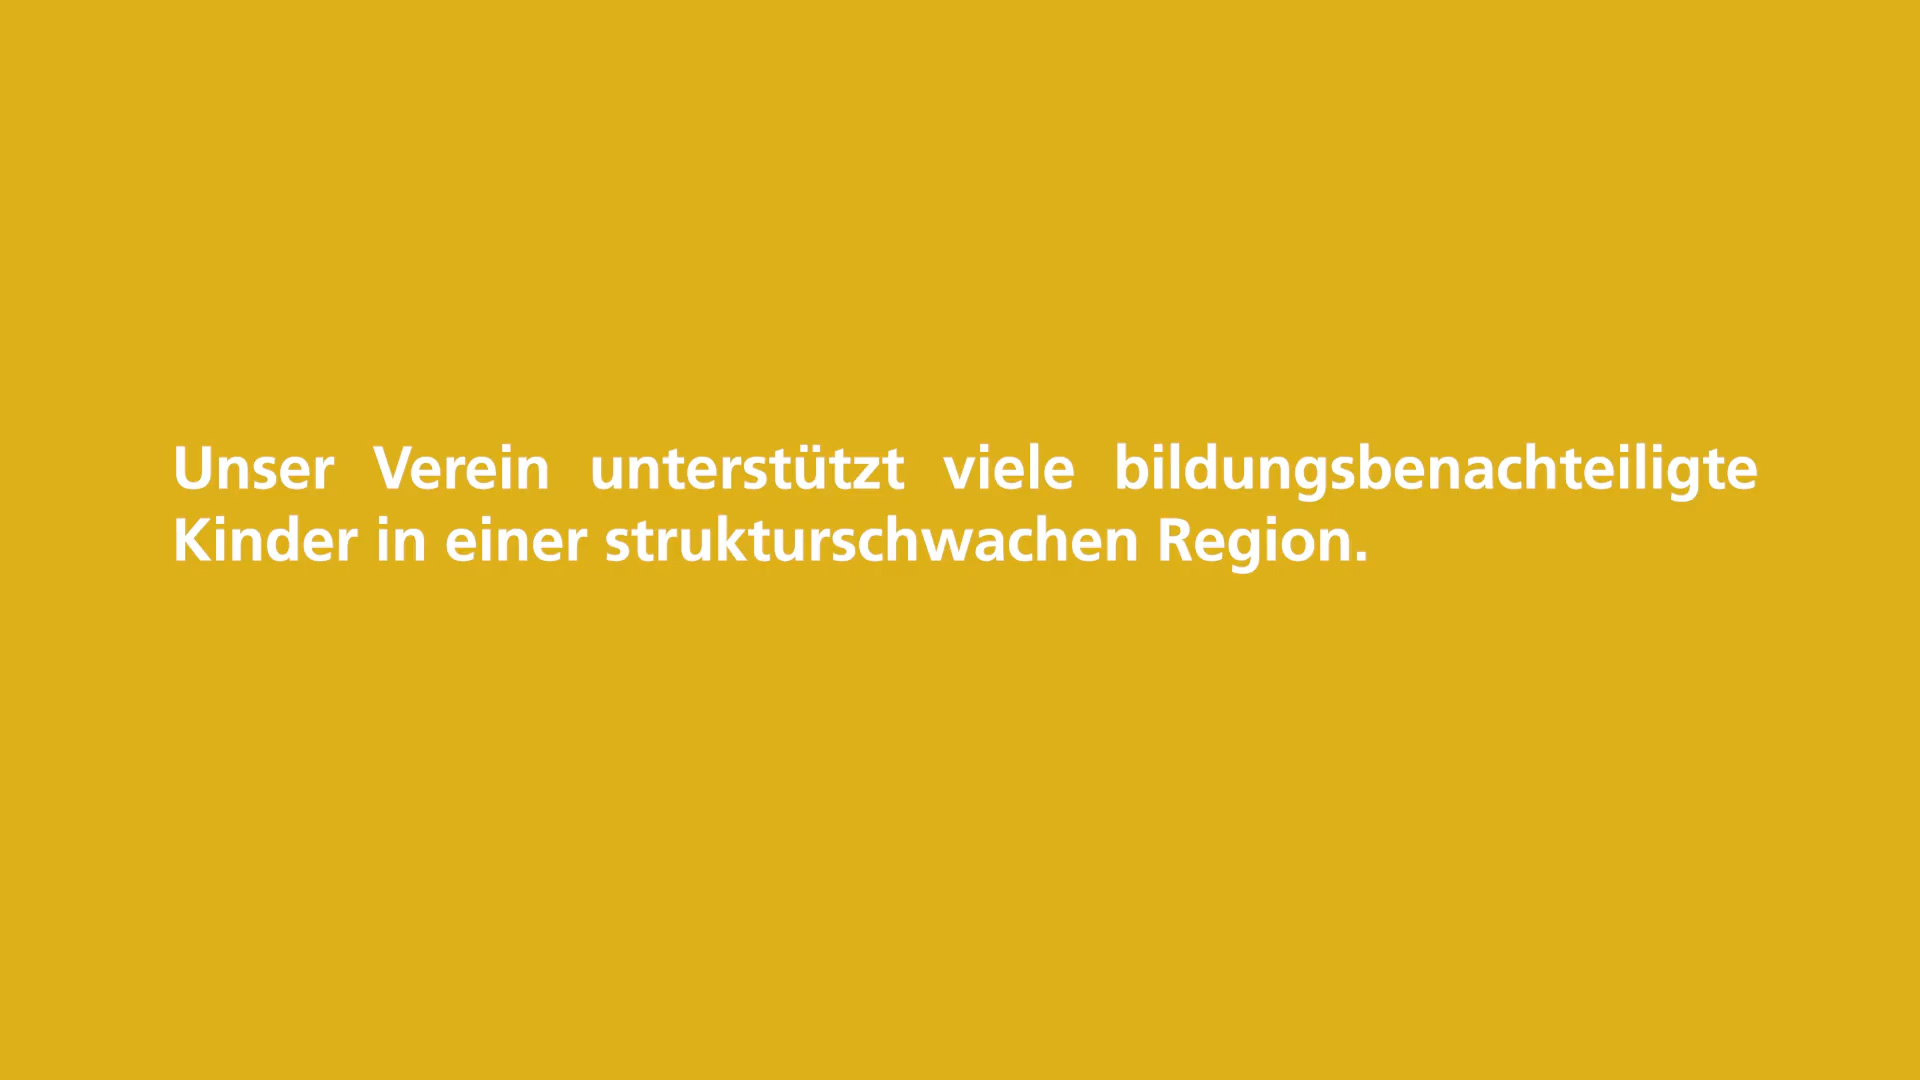 Unser Verein unterstützt viele bildungsbenachteiligte
Kinder in einer strukturschwachen Region.